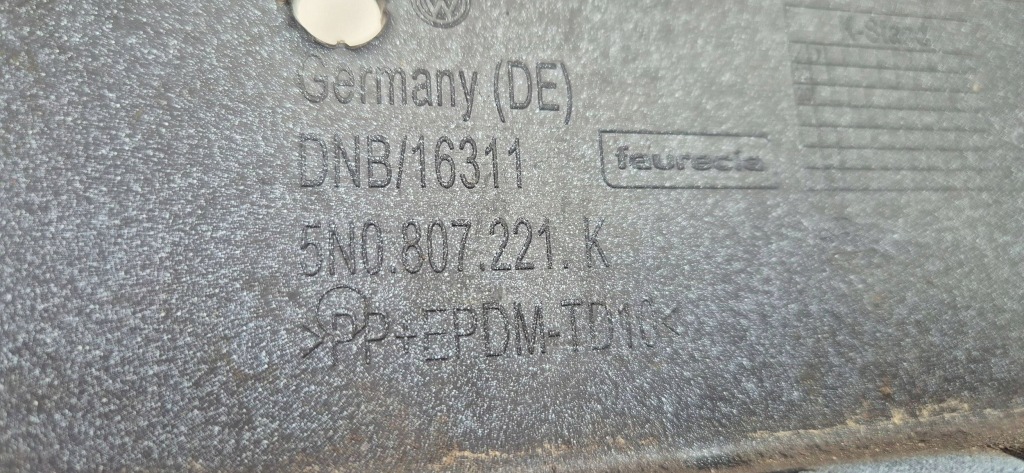 Germany (DE)
DNB/16311
faurecia
5N0.807.221. K
>PP+EPDM-TD10<